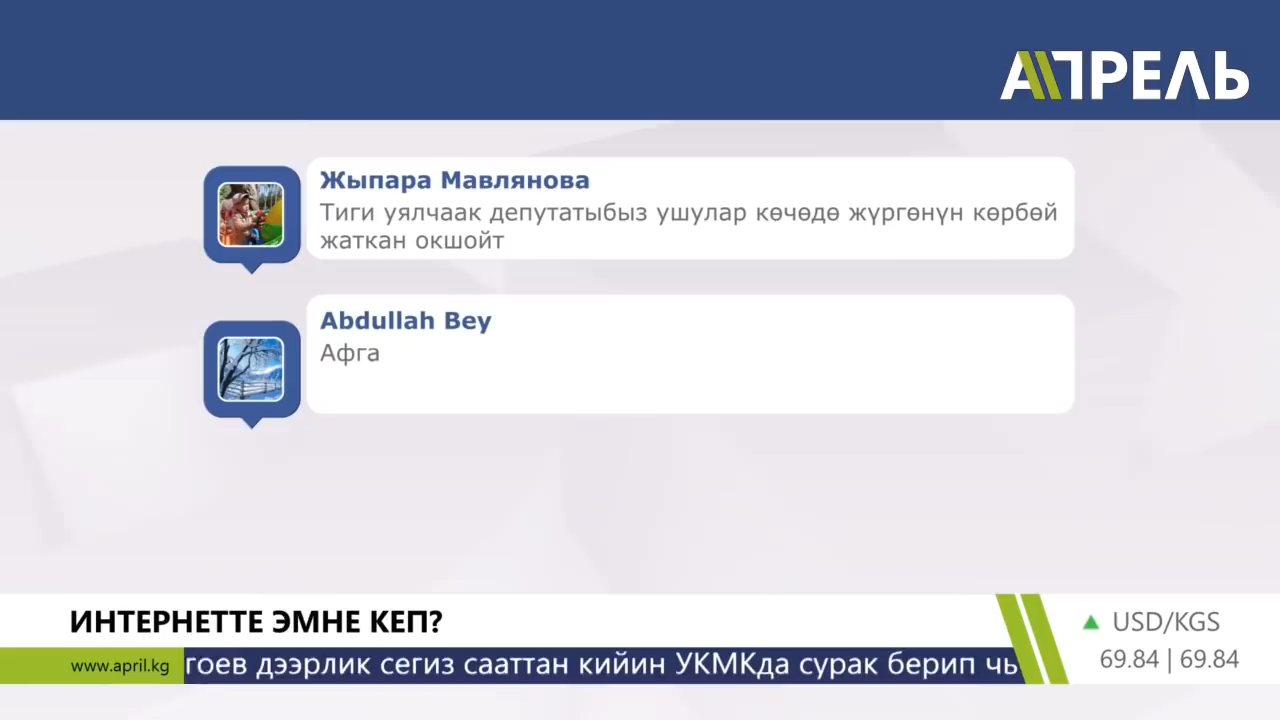 АПРЕЛЬ
Жыпара Мавлянова
Тиги уялчаак депутатыбыз ушулар көчөдө жүргөнүн көрбөй
жаткан окшойт
Abdullah Bey
Афга
ИНТЕРНЕТТЕ ЭМНЕ КЕП?
USD/KGS
69.84 | 69.84
www.april.kg
гоев дээрлик сегиз сааттан кийин УКМКда сурак берип чы